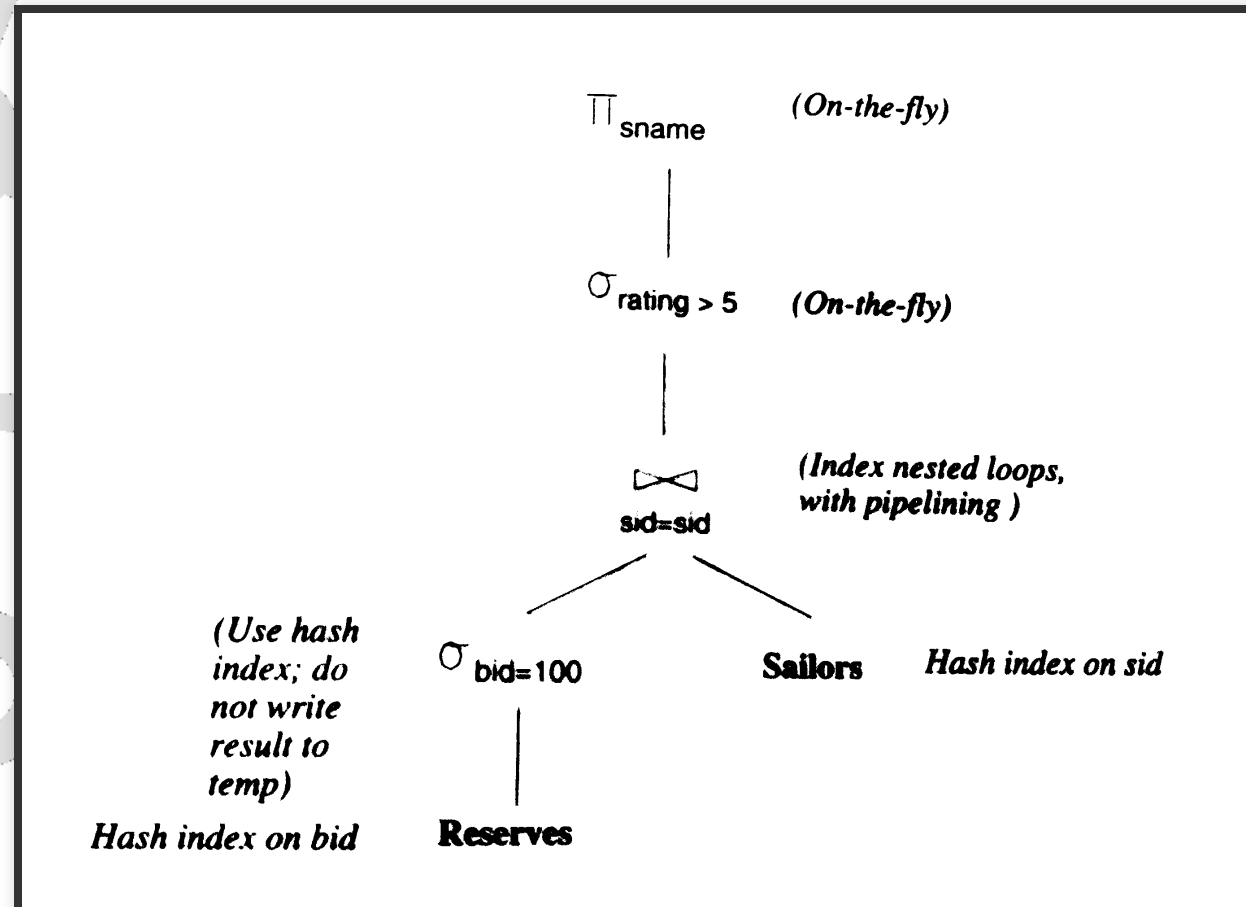 Π sname (On-the-fly)
σ rating > 5 (On-the-fly)
⋈ (Index nested loops,
with pipelining )
sid=sid
(Use hash
index; do
not write
result to
temp)
σ bid=100
Sailors
Hash index on sid
Hash index on bid
Reserves